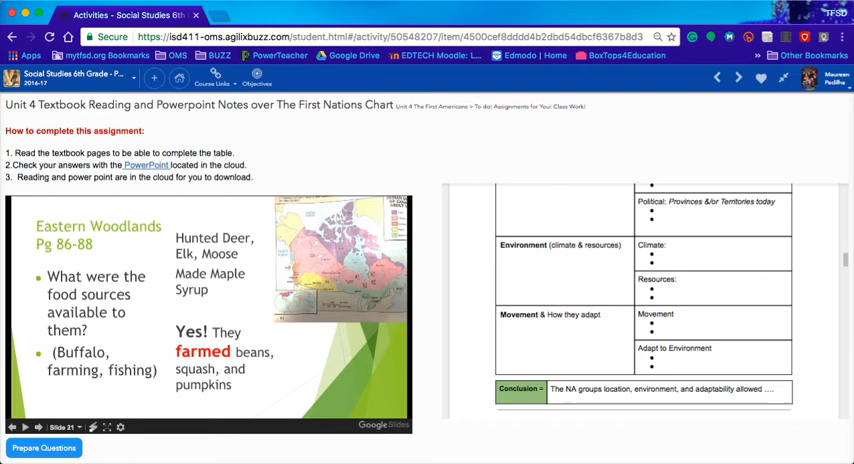 Activities - Social Studies 6th
TFSD
Secure https://isd411-oms.agilixbuzz.com/student.html#/activity/50548207/item/4500cef8dddd4b2dbd54dbcf6367b8d3
Apps mytfsd.org Bookmarks OMS BUZZ PowerTeacher Google Drive EDTECH Moodle: L... Edmodo | Home BoxTops4Education » Other Bookmarks
Social Studies 6th Grade - P...
2016-17
Course Links
Objectives
Maureen
Padilha
Unit 4 Textbook Reading and Powerpoint Notes over The First Nations Chart Unit 4 The First Americans > To do! Assignments for You! Class Work!
How to complete this assignment:
1. Read the textbook pages to be able to complete the table.
2.Check your answers with the PowerPoint located in the cloud.
3. Reading and power point are in the cloud for you to download.
Eastern Woodlands
Pg 86-88
• What were the
food sources
available to
them?
• (Buffalo,
farming, fishing)
Hunted Deer,
Elk, Moose
Made Maple
Syrup
Yes! They
farmed beans,
squash, and
pumpkins
Slide 21
Google Slides
Prepare Questions
Political: Provinces &/or Territories today
Environment (climate & resources)
Climate:
Resources:
Movement & How they adapt
Movement
Adapt to Environment
Conclusion =
The NA groups location, environment, and adaptability allowed ....